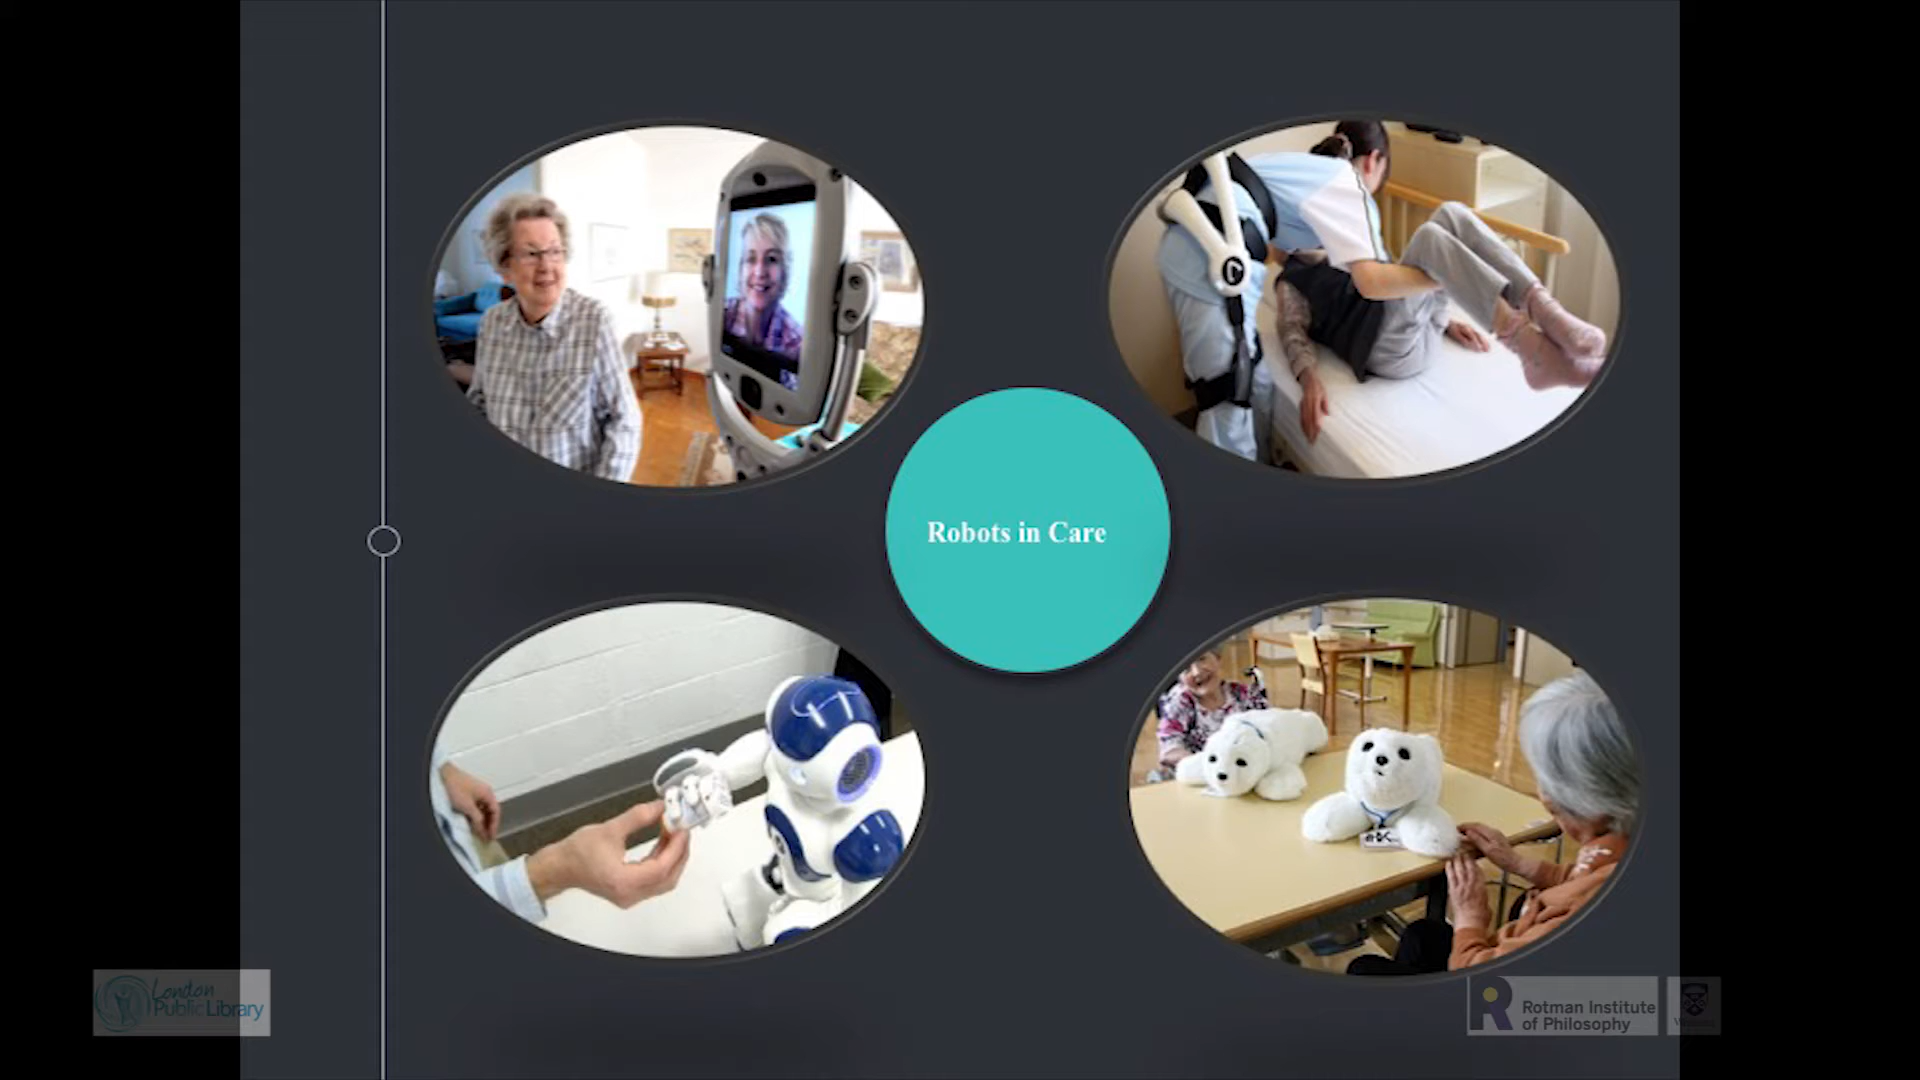 Robots in Care
London
Public Library
Rotman Institute
of Philosophy